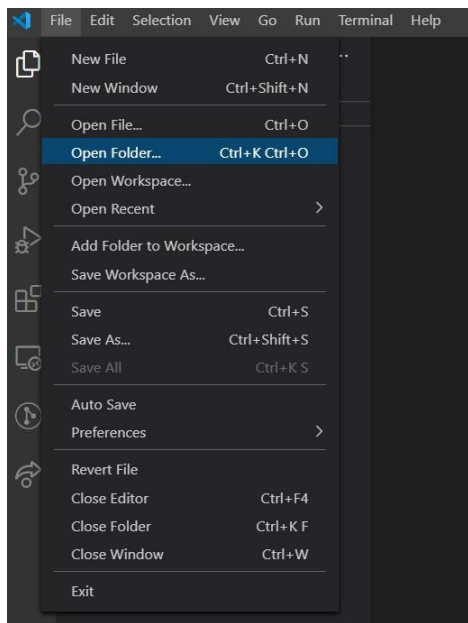 File Edit Selection View Go Run Terminal Help
New File Ctrl+N
New Window Ctrl+Shift+N
Open File... Ctrl+O
Open Folder... Ctrl+K Ctrl+O
Open Workspace...
Open Recent
Add Folder to Workspace...
Save Workspace As...
Save Ctrl+S
Save As... Ctrl+Shift+S
Save All Ctrl+K S
Auto Save
Preferences
Revert File
Close Editor Ctrl+F4
Close Folder Ctrl+K F
Close Window Ctrl+W
Exit